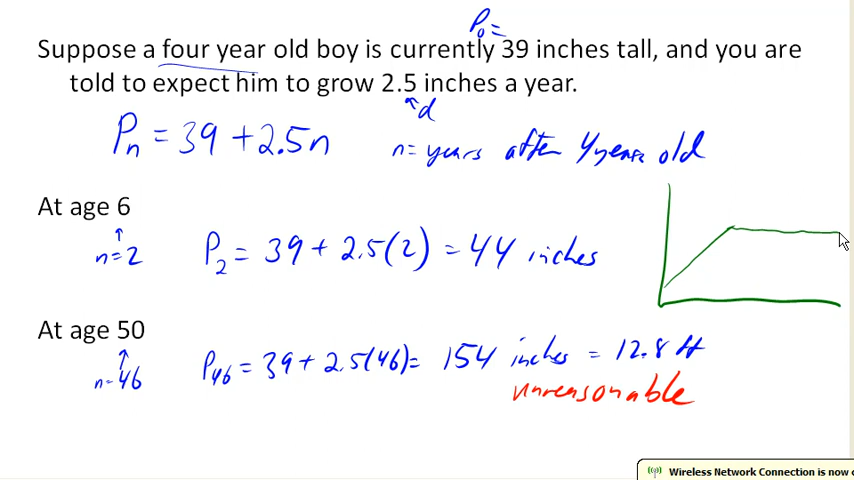 P₀=
Suppose a four year old boy is currently 39 inches tall, and you are
told to expect him to grow 2.5 inches a year.
d
Pₙ = 39 + 2.5n
n= years after 4 years old
At age 6
n=2
P₂ = 39 + 2.5(2) = 44 inches
At age 50
n=46
P₄₆ = 39 + 2.5(46) = 154 inches = 12.8 ft
unreasonable
Wireless Network Connection is now